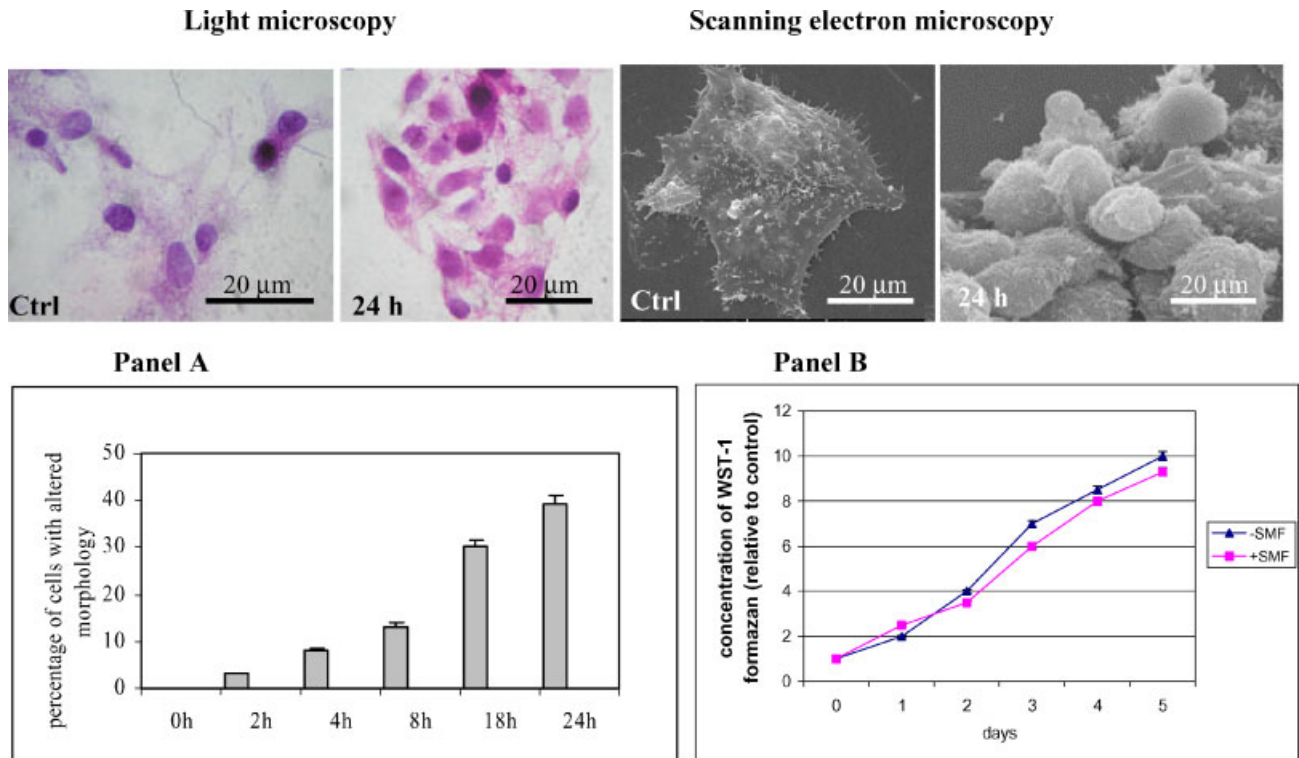 Light microscopy
Scanning electron microscopy
Ctrl
20 µm
24 h
20 µm
Ctrl
20 µm
24 h
20 µm
Panel A
percentage of cells with altered
morphology
50
40
30
20
10
0
0h 2h 4h 8h 18h 24h
Panel B
concentration of WST-1
formazan (relative to control)
12
10
8
6
4
2
0
0 1 2 3 4 5
days
-SMF
+SMF